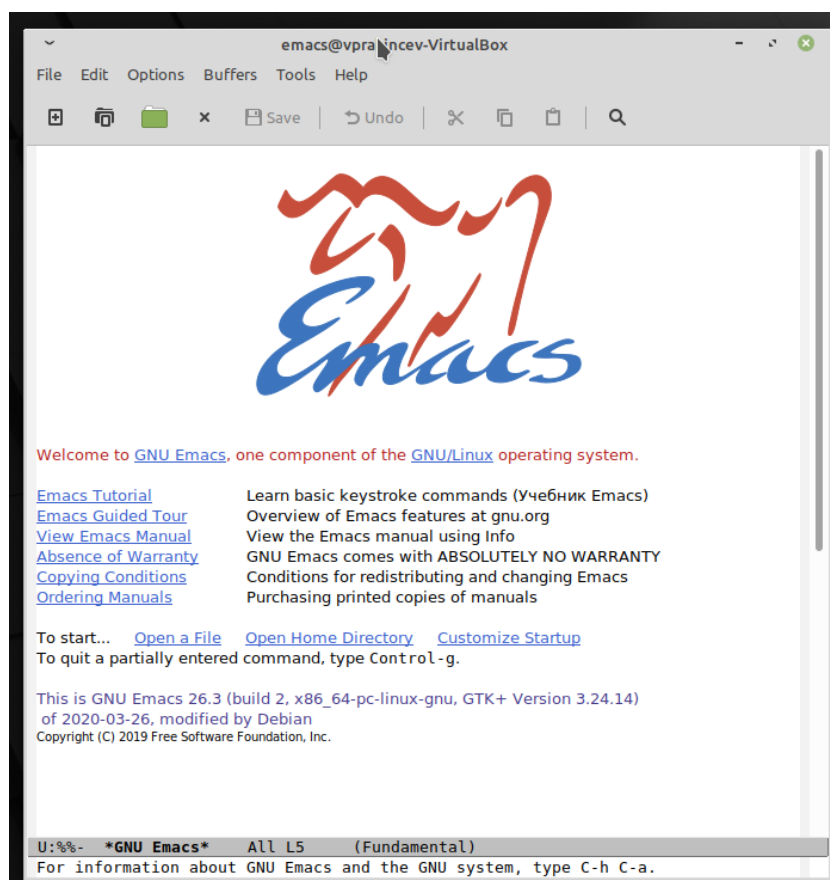 File Edit Options Buffers Tools Help
Save Undo
Emacs
Welcome to GNU Emacs, one component of the GNU/Linux operating system.
Emacs Tutorial Learn basic keystroke commands (Учебник Emacs)
Emacs Guided Tour Overview of Emacs features at gnu.org
View Emacs Manual View the Emacs manual using Info
Absence of Warranty GNU Emacs comes with ABSOLUTELY NO WARRANTY
Copying Conditions Conditions for redistributing and changing Emacs
Ordering Manuals Purchasing printed copies of manuals
To start... Open a File Open Home Directory Customize Startup
To quit a partially entered command, type Control-g.
This is GNU Emacs 26.3 (build 2, x86_64-pc-linux-gnu, GTK+ Version 3.24.14)
of 2020-03-26, modified by Debian
Copyright (C) 2019 Free Software Foundation, Inc.
U:%%- *GNU Emacs* All L5 (Fundamental)
For information about GNU Emacs and the GNU system, type C-h C-a.